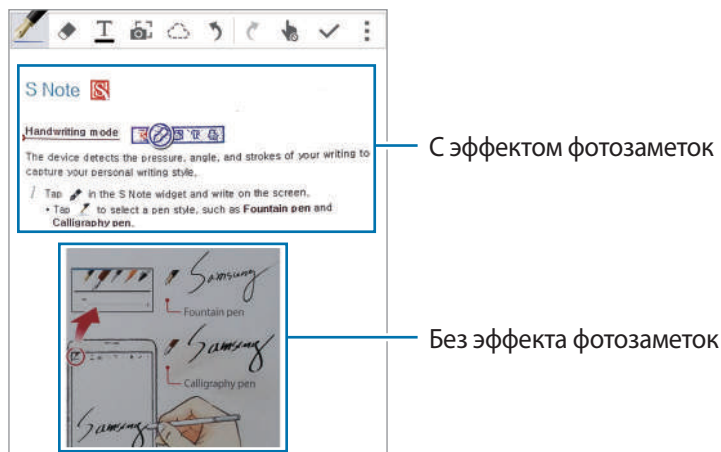 T
S Note S
Handwriting mode
The device detects the pressure, angle, and strokes of your writing to
capture your personal writing style.
1 Tap in the S Note widget and write on the screen.
• Tap to select a pen style, such as Fountain pen and
Calligraphy pen.
С эффектом фотозаметок
Samsung
Fountain pen
Samsung
Calligraphy pen
Samsung
Без эффекта фотозаметок